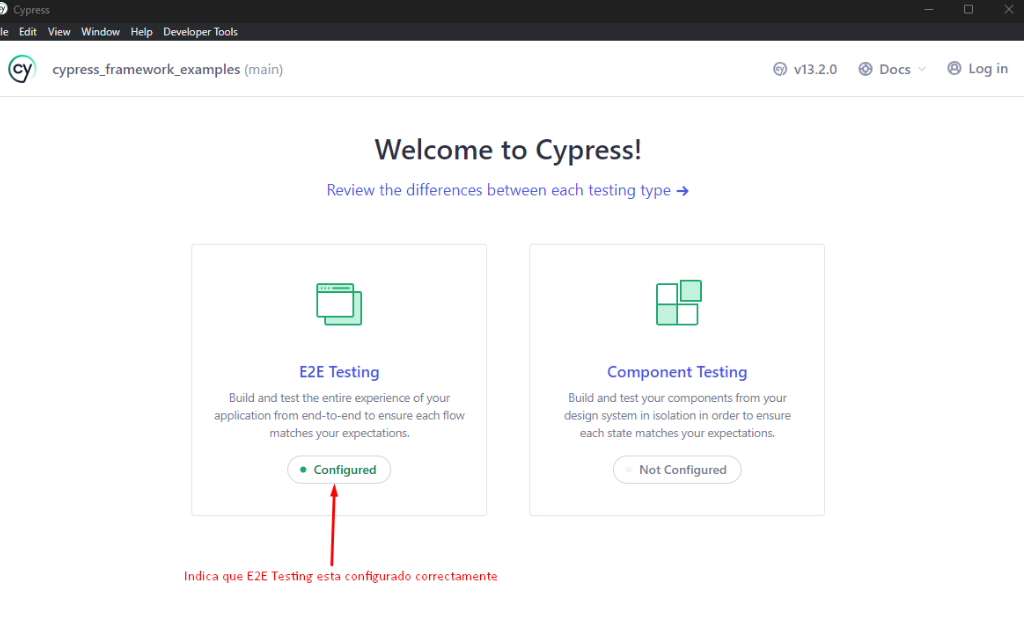 cy Cypress
le Edit View Window Help Developer Tools
cy cypress_framework_examples (main) cy v13.2.0 Docs Log in
Welcome to Cypress!
Review the differences between each testing type →
E2E Testing
Build and test the entire experience of your
application from end-to-end to ensure each flow
matches your expectations.
Configured
Component Testing
Build and test your components from your
design system in isolation in order to ensure
each state matches your expectations.
Not Configured
Indica que E2E Testing esta configurado correctamente